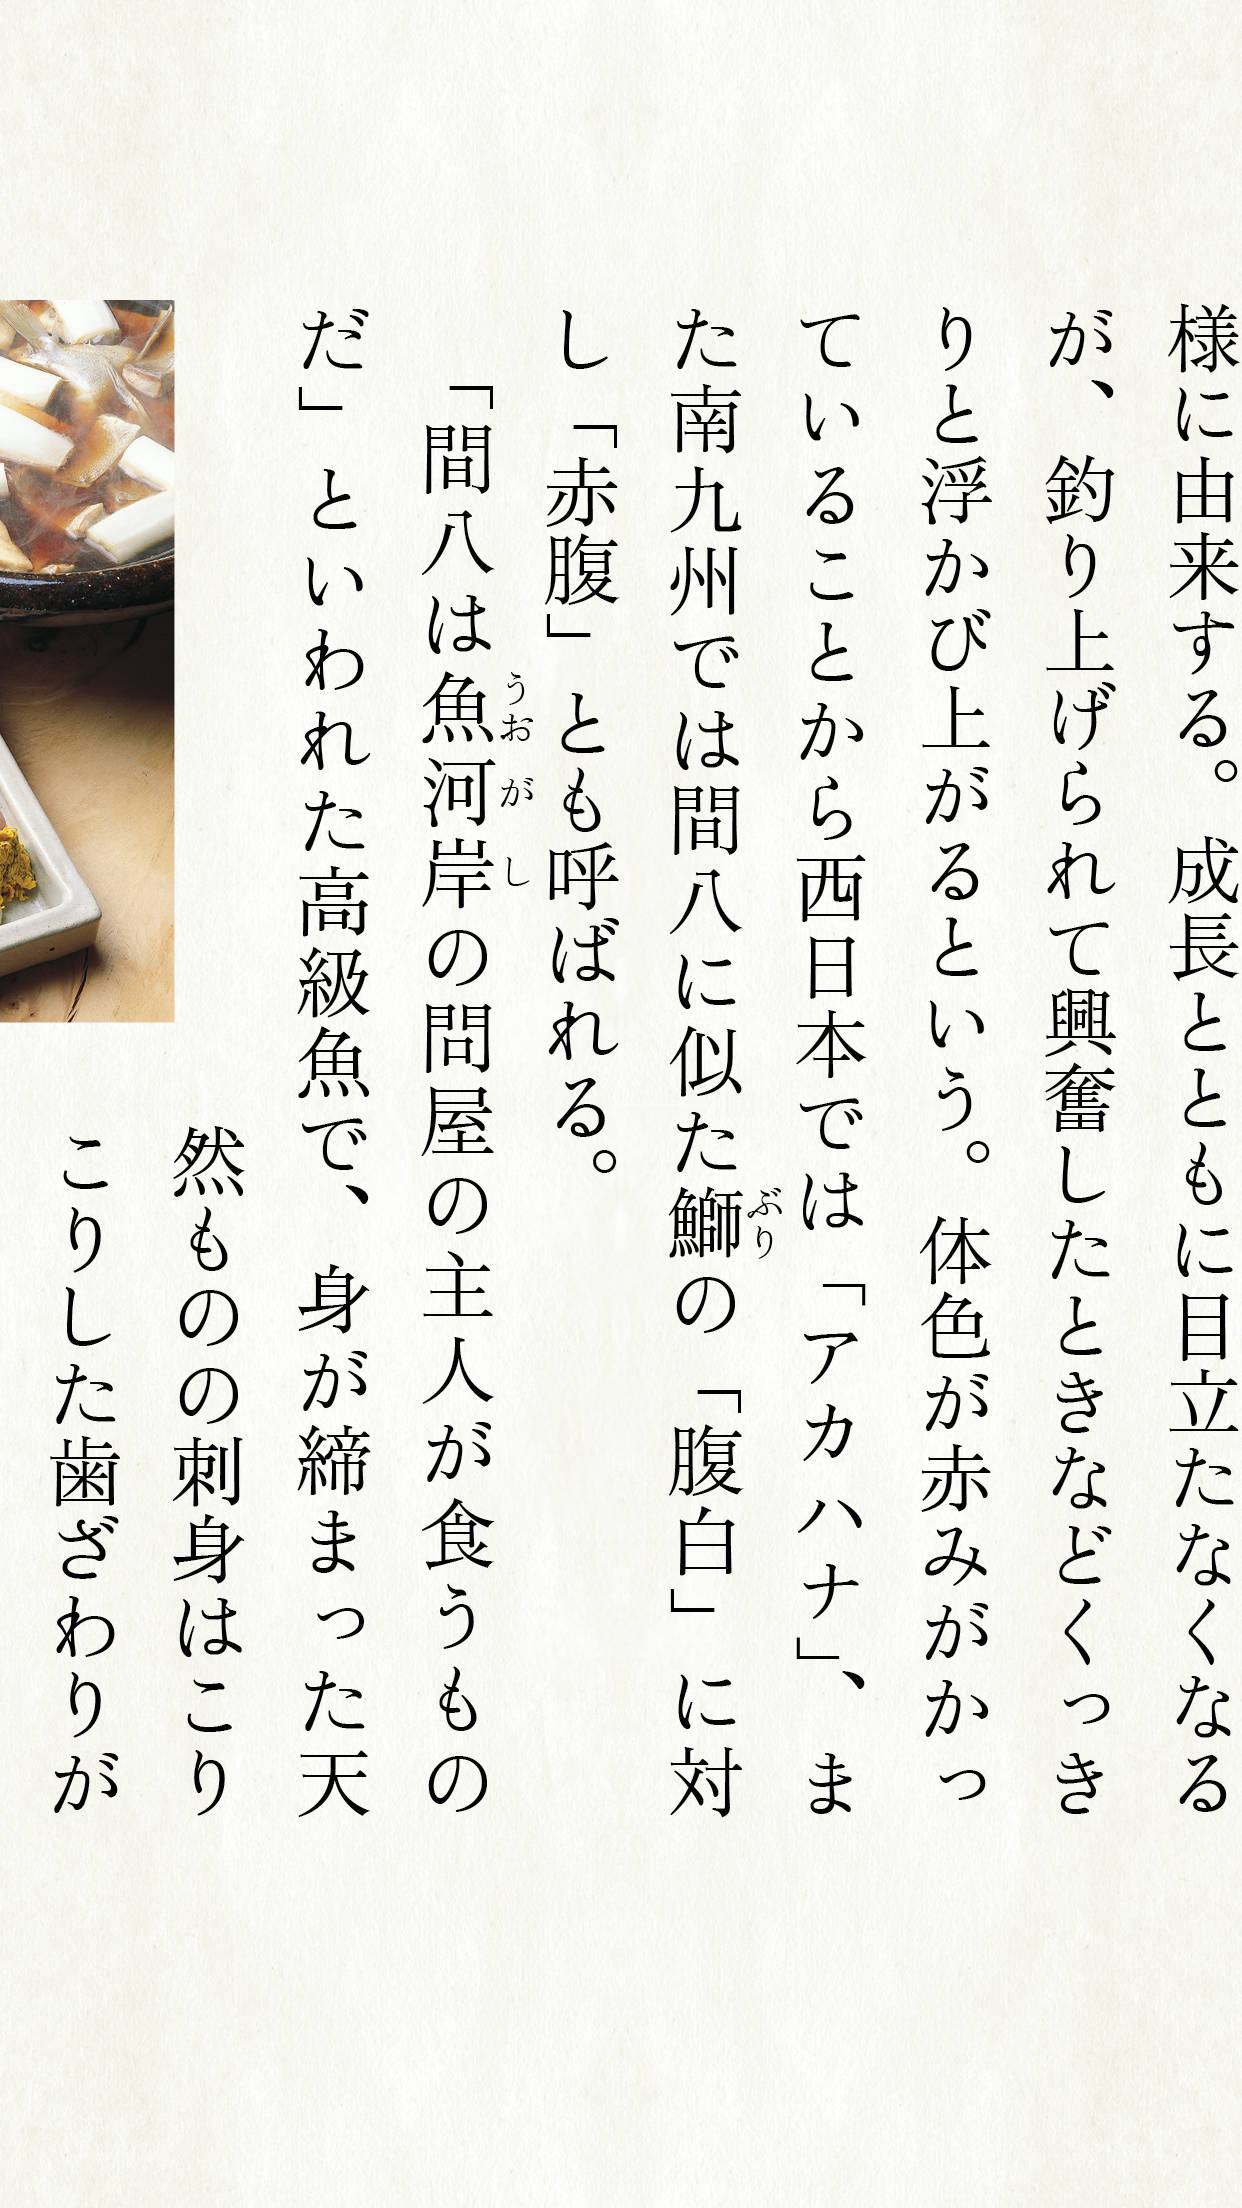 様に由来する。成長とともに目立たなくなる
が、釣り上げられて興奮したときなどくっき
りと浮かび上がるという。体色が赤みがかっ
ていることから西日本では「アカハナ」、ま
た南九州では間八に似た鰤の「腹白」に対
ぶり
し「赤腹」とも呼ばれる。
「間八は魚河岸の問屋の主人が食うもの
うおがし
だ」といわれた高級魚で、身が締まった天
然ものの刺身はこり
こりした歯ざわりが